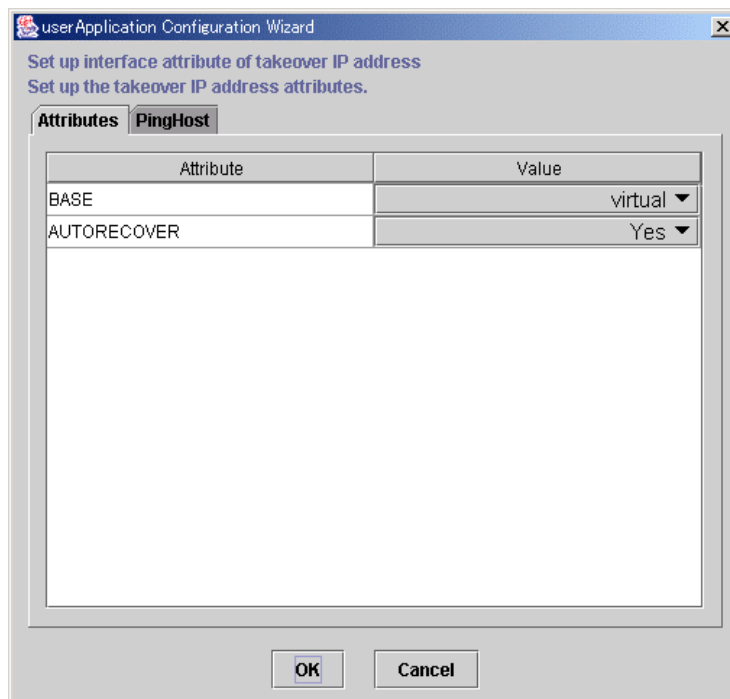 userApplication Configuration Wizard
Set up interface attribute of takeover IP address
Set up the takeover IP address attributes.
Attributes PingHost
Attribute Value
BASE virtual
AUTORECOVER Yes
OK Cancel